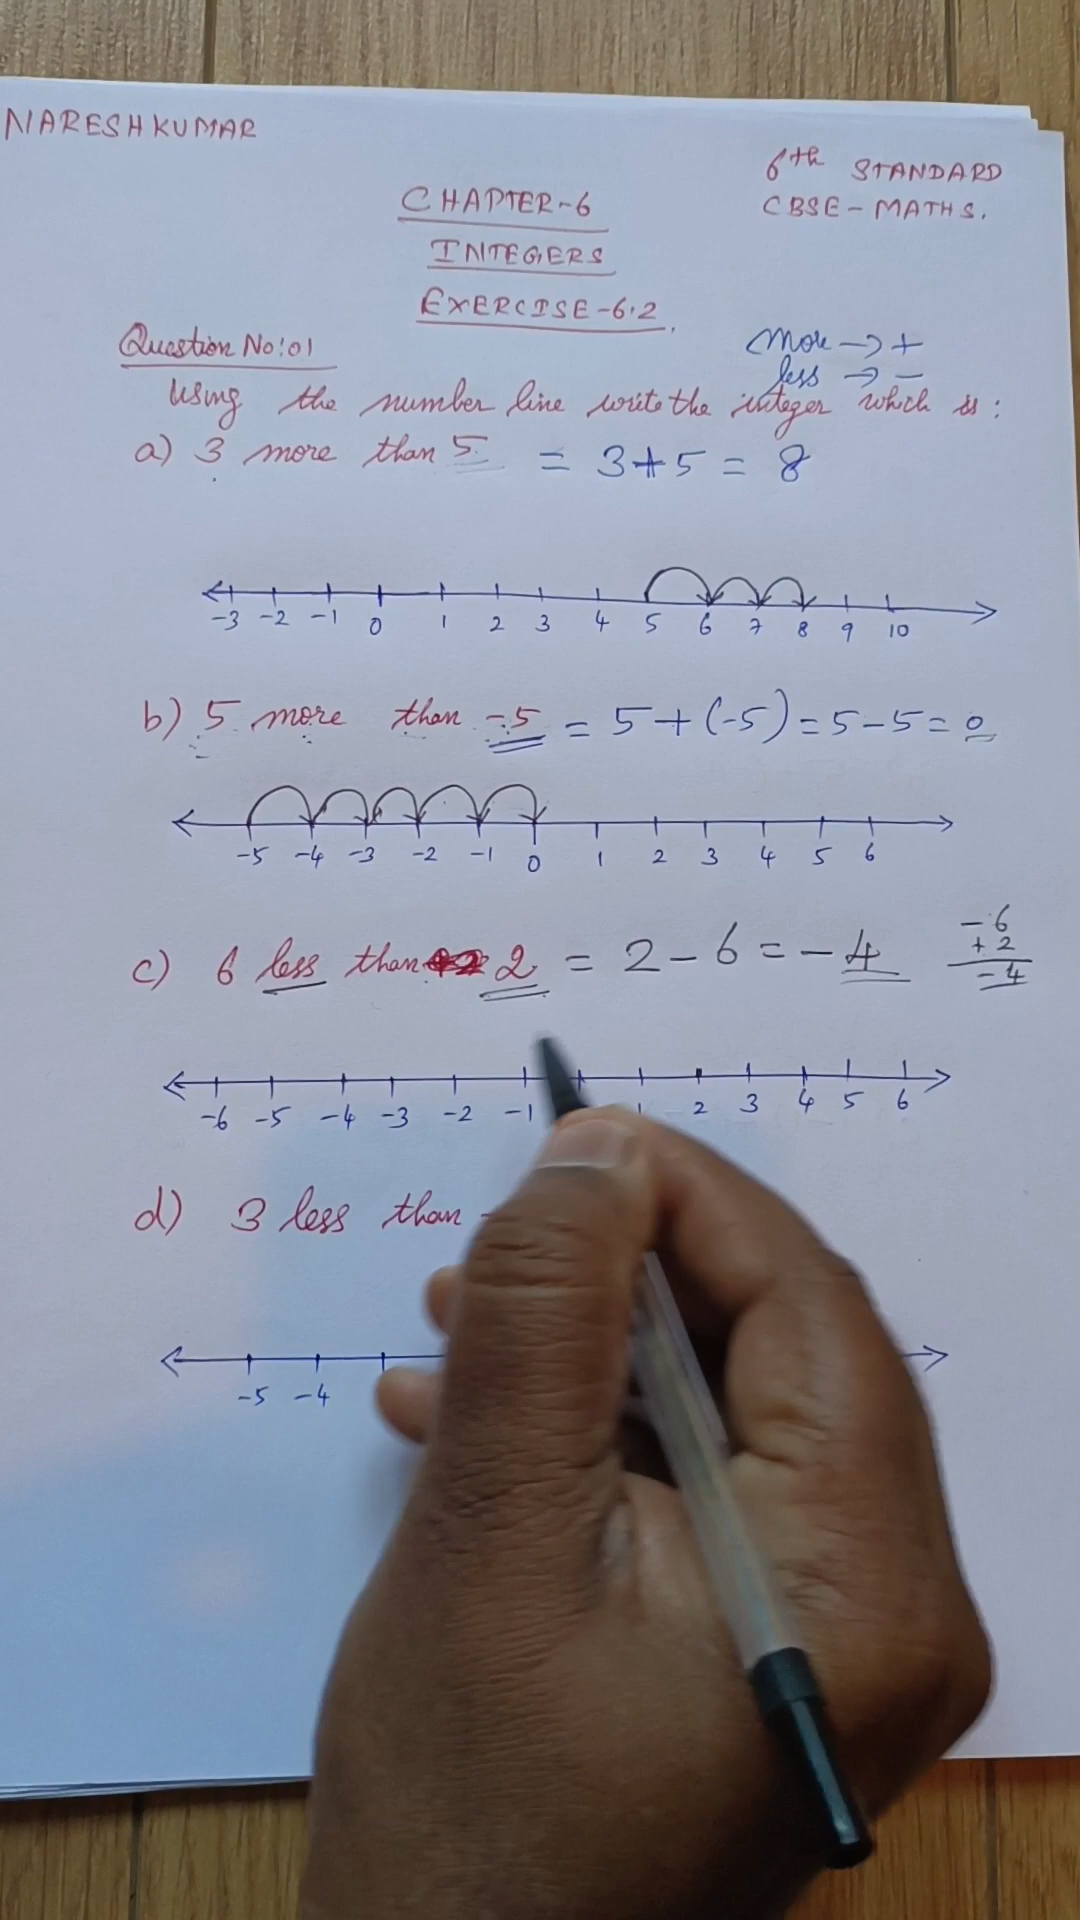 NARESHKUMAR
6th STANDARD
CBSE - MATHS.
CHAPTER-6
INTEGERS
EXERCISE-6.2.
Question No:01
More → +
less → -
Using the number line write the integer which is:
a) 3 more than 5 = 3+5 = 8
-3 -2 -1 0 1 2 3 4 5 6 7 8 9 10
b) 5 more than -5 = 5+(-5) = 5-5 = 0
-5 -4 -3 -2 -1 0 1 2 3 4 5 6
c) 6 less than 2 = 2-6 = -4
-6
+2
-4
-6 -5 -4 -3 -2 -1 2 3 4 5 6
d) 3 less than
-5 -4